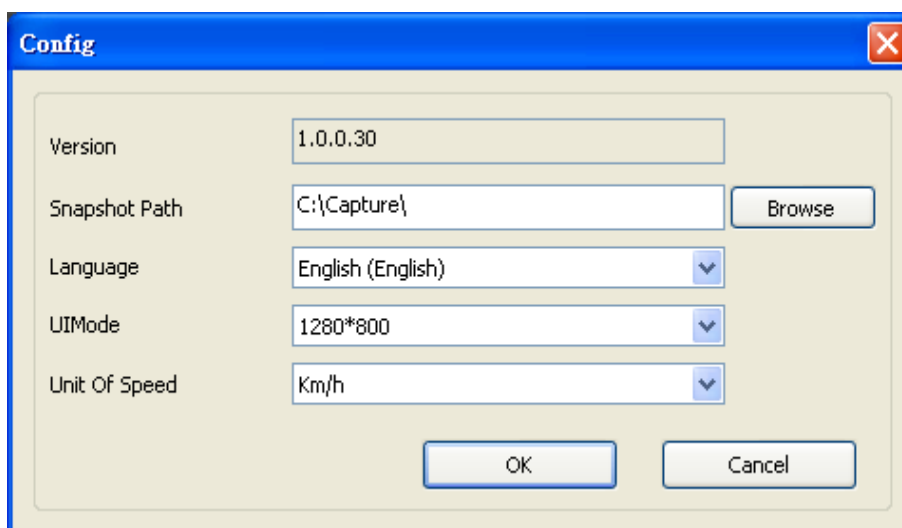 Config
Version
1.0.0.30
Snapshot Path
C:\Capture\
Browse
Language
English (English)
UIMode
1280*800
Unit Of Speed
Km/h
OK
Cancel